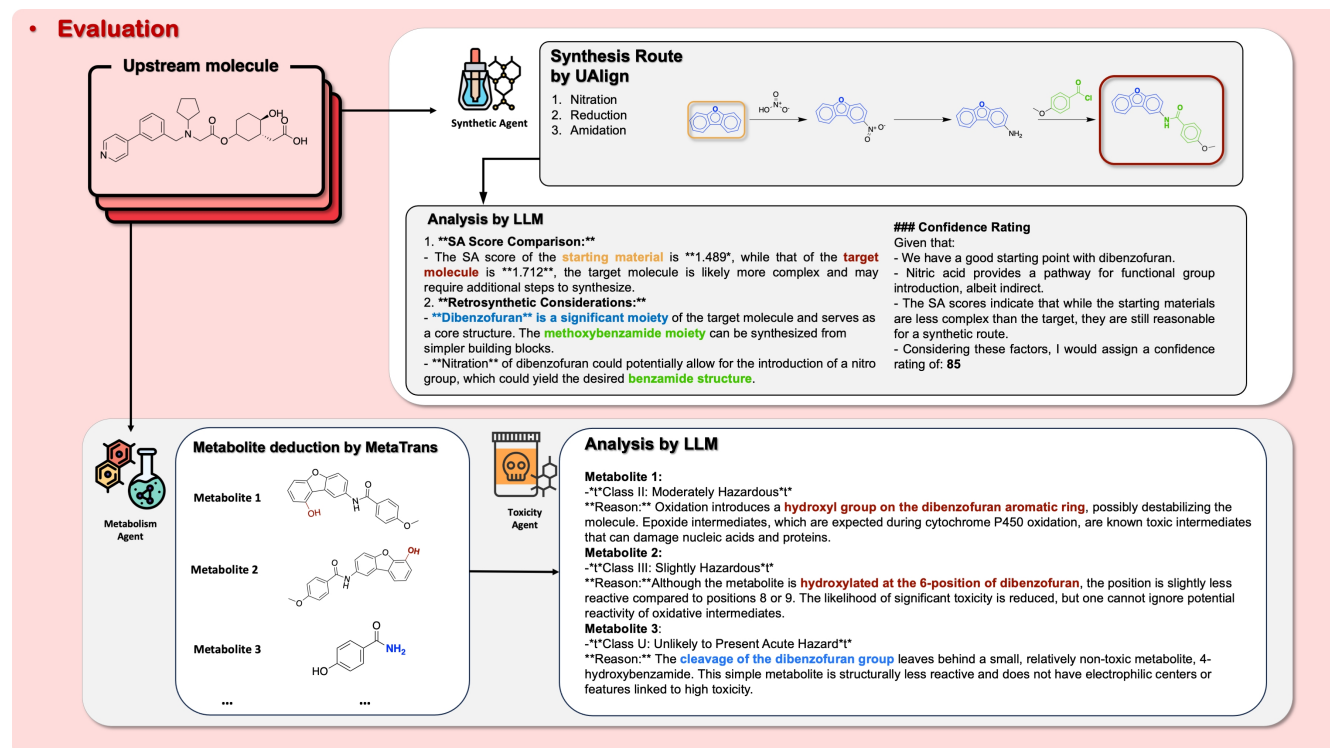 • Evaluation
Upstream molecule
N
N
O
O
OH
O
OH
Synthetic Agent
Synthesis Route
by UAlign
1. Nitration
2. Reduction
3. Amidation
O
O
HO N⁺ O⁻
O
N⁺ O⁻
O
O
NH₂
O
Cl
O
O
N
H
O
O
Analysis by LLM
1. **SA Score Comparison:**
- The SA score of the starting material is **1.489*, while that of the target
molecule is **1.712**, the target molecule is likely more complex and may
require additional steps to synthesize.
2. **Retrosynthetic Considerations:**
- **Dibenzofuran** is a significant moiety of the target molecule and serves as
a core structure. The methoxybenzamide moiety can be synthesized from
simpler building blocks.
- **Nitration** of dibenzofuran could potentially allow for the introduction of a nitro
group, which could yield the desired benzamide structure.
### Confidence Rating
Given that:
- We have a good starting point with dibenzofuran.
- Nitric acid provides a pathway for functional group
introduction, albeit indirect.
- The SA scores indicate that while the starting materials
are less complex than the target, they are still reasonable
for a synthetic route.
- Considering these factors, I would assign a confidence
rating of: 85
Metabolism
Agent
Metabolite deduction by MetaTrans
Metabolite 1
O
OH
N
H
O
O
Metabolite 2
O
OH
O
N
H
O
Metabolite 3
O
NH₂
HO
...
...
Toxicity
Agent
Analysis by LLM
Metabolite 1:
-*t*Class II: Moderately Hazardous*t*
**Reason:** Oxidation introduces a hydroxyl group on the dibenzofuran aromatic ring, possibly destabilizing the
molecule. Epoxide intermediates, which are expected during cytochrome P450 oxidation, are known toxic intermediates
that can damage nucleic acids and proteins.
Metabolite 2:
-*t*Class III: Slightly Hazardous*t*
**Reason:**Although the metabolite is hydroxylated at the 6-position of dibenzofuran, the position is slightly less
reactive compared to positions 8 or 9. The likelihood of significant toxicity is reduced, but one cannot ignore potential
reactivity of oxidative intermediates.
Metabolite 3:
-*t*Class U: Unlikely to Present Acute Hazard*t*
**Reason:** The cleavage of the dibenzofuran group leaves behind a small, relatively non-toxic metabolite, 4-
hydroxybenzamide. This simple metabolite is structurally less reactive and does not have electrophilic centers or
features linked to high toxicity.